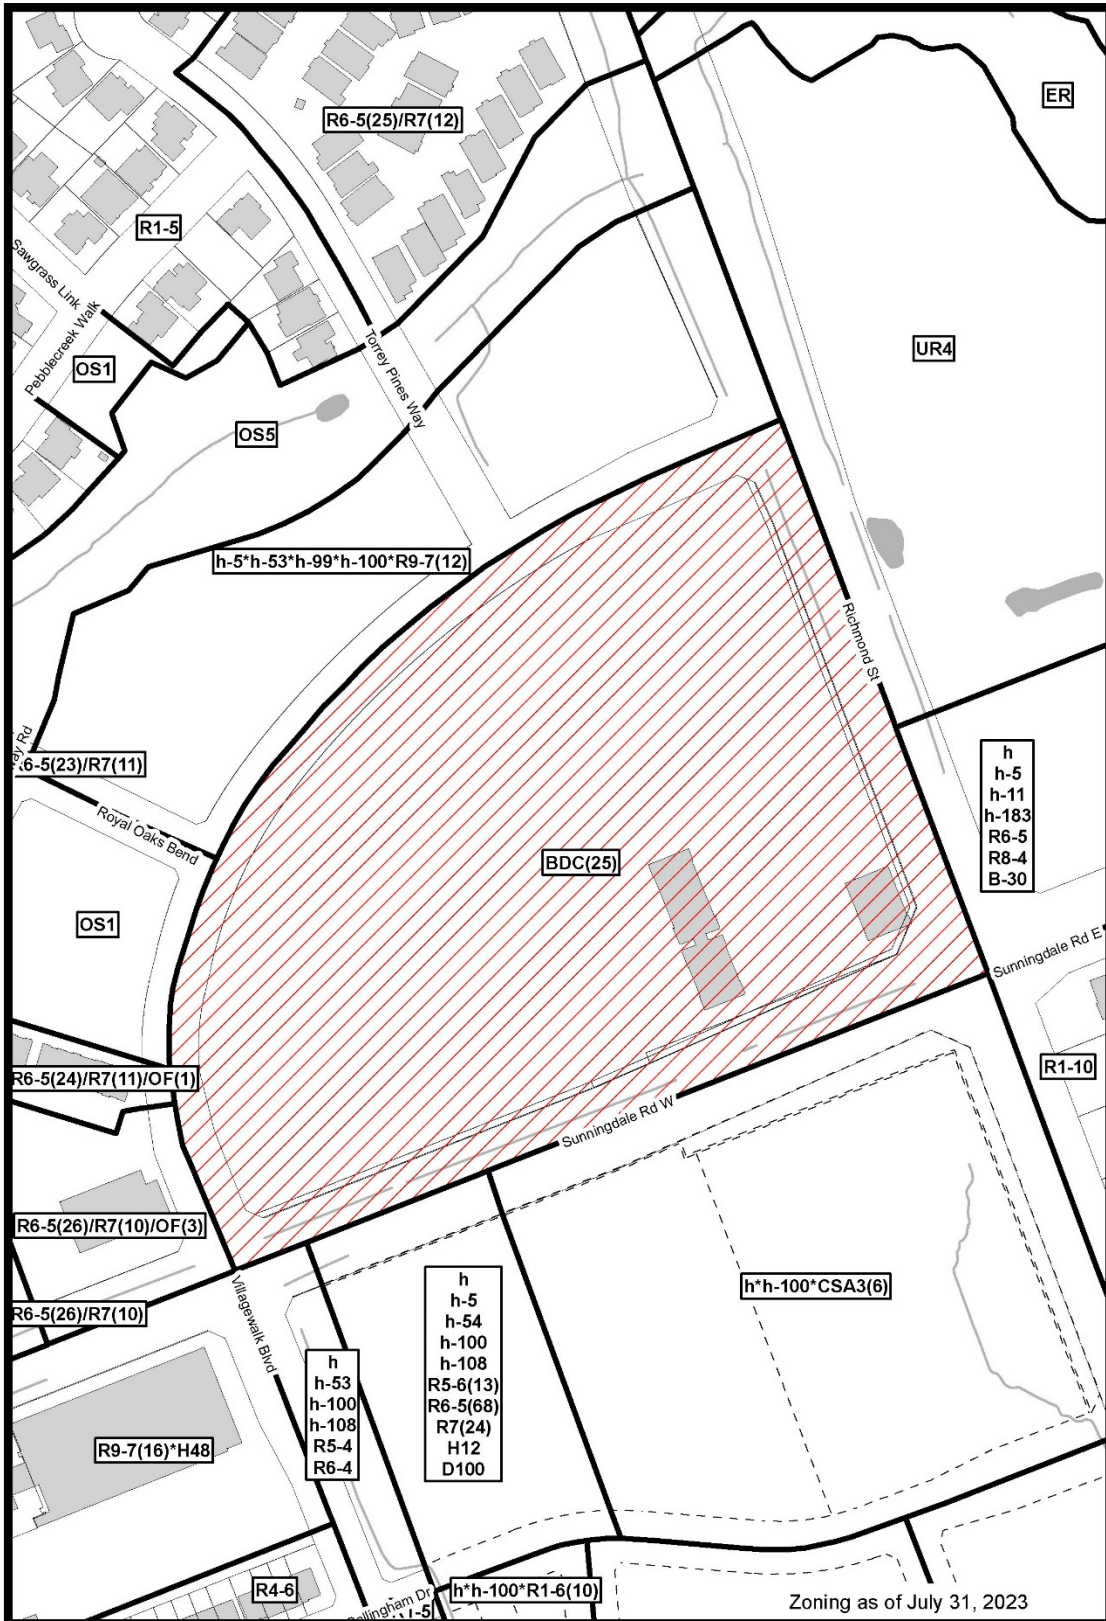 ER
R6-5(25)/R7(12)
R1-5
Sawgrass Link
Pebblecreek Walk
OS1
Torrey Pines Way
UR4
OS5
h-5*h-53*h-99*h-100*R9-7(12)
Richmond St
R6-5(23)/R7(11)
Royal Oaks Bend
h
h-5
h-11
h-183
R6-5
R8-4
B-30
BDC(25)
OS1
Sunningdale Rd E
R6-5(24)/R7(11)/OF(1)
R1-10
Sunningdale Rd W
R6-5(26)/R7(10)/OF(3)
h*h-100*CSA3(6)
R6-5(26)/R7(10)
Villagewalk Blvd
h
h-5
h-54
h-100
h-108
R5-6(13)
R6-5(68)
R7(24)
H12
D100
h
h-53
h-100
h-108
R5-4
R6-4
R9-7(16)*H48
R4-6
h*h-100*R1-6(10)
Dr
Zoning as of July 31, 2023